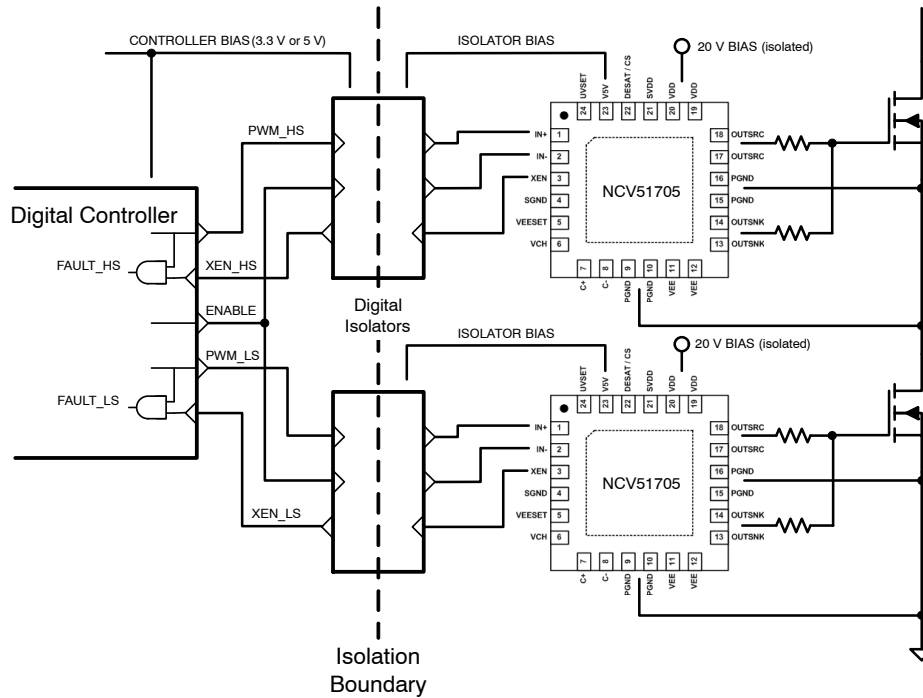 CONTROLLER BIAS (3.3 V or 5 V)
ISOLATOR BIAS
20 V BIAS (isolated)
UVSET
V5V
DESAT / CS
SVDD
VDD
VDD
24
23
22
21
20
19
PWM_HS
IN+ 1
IN- 2
XEN 3
SGND 4
VEESET 5
VCH 6
NCV51705
18 OUTSRC
17 OUTSRC
16 PGND
15 PGND
14 OUTSNK
13 OUTSNK
7
8
9
10
11
12
C+
C-
PGND
PGND
VEE
VEE
Digital Controller
FAULT_HS
XEN_HS
ENABLE
PWM_LS
FAULT_LS
XEN_LS
Digital
Isolators
ISOLATOR BIAS
20 V BIAS (isolated)
UVSET
V5V
DESAT / CS
SVDD
VDD
VDD
24
23
22
21
20
19
IN+ 1
IN- 2
XEN 3
SGND 4
VEESET 5
VCH 6
NCV51705
18 OUTSRC
17 OUTSRC
16 PGND
15 PGND
14 OUTSNK
13 OUTSNK
7
8
9
10
11
12
C+
C-
PGND
PGND
VEE
VEE
Isolation
Boundary